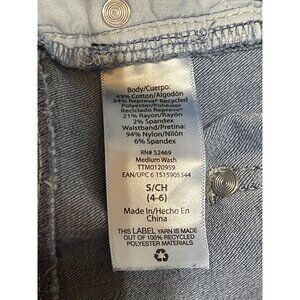 Body/Cuerpo:
43% Cotton/Algodón
34% Repreve® Recycled
Polyester/Poliéster
Reciclado Repreve®
21% Rayon/Rayón
2% Spandex
Waistband/Pretina:
94% Nylon/Nilón
6% Spandex
RN# 52469
Medium Wash
TTM0120959
EAN/UPC 6 1515905344
S/CH
(4-6)
Made In/Hecho En
China
THIS LABEL YARN IS MADE
OUT OF 100% RECYCLED
POLYESTER MATERIALS